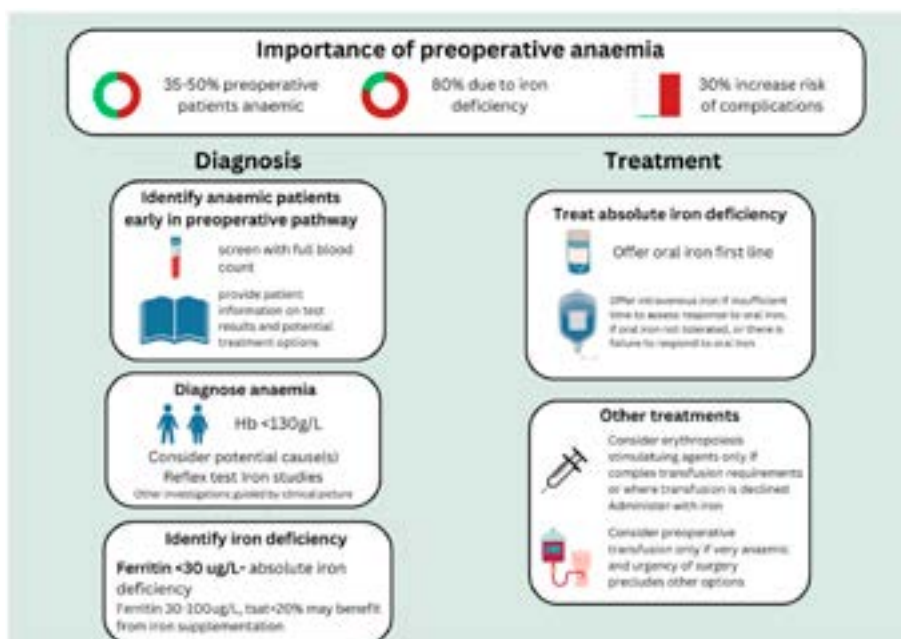 Importance of preoperative anaemia
35-50% preoperative
patients anaemic
80% due to iron
deficiency
30% increase risk
of complications
Diagnosis
Identify anaemic patients
early in preoperative pathway
screen with full blood
count
provide patient
information on test
results and potential
treatment options
Diagnose anaemia
Hb <130g/L
Consider potential cause(s)
Reflex test Iron studies
Other investigations guided by clinical picture
Identify iron deficiency
Ferritin <30 ug/L- absolute iron
deficiency
Ferritin 30-100ug/L, tsat<20% may benefit
from iron supplementation
Treatment
Treat absolute iron deficiency
Offer oral iron first line
Offer intravenous iron if insufficient
time to assess response to oral iron,
if oral iron not tolerated, or there is
failure to respond to oral iron
Other treatments
Consider erythropoiesis
stimulatuing agents only if
complex transfusion requirements
or where transfusion is declined
Administer with iron
Consider preoperative
transfusion only if very anaemic
and urgency of surgery
precludes other options